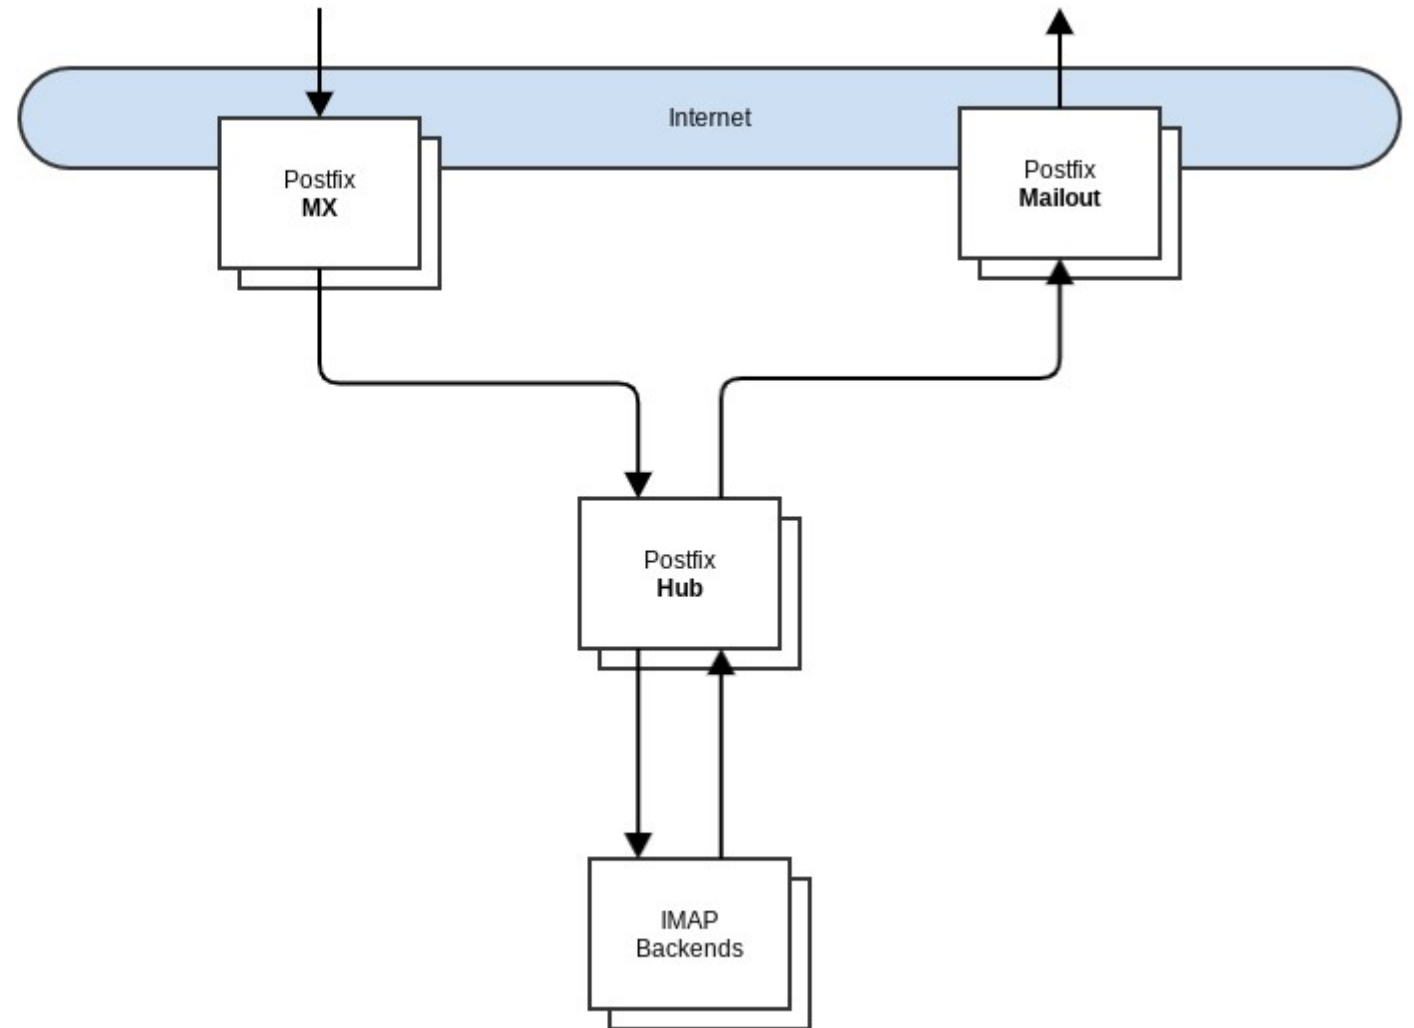 Internet
Postfix
MX
Postfix
Mailout
Postfix
Hub
IMAP
Backends